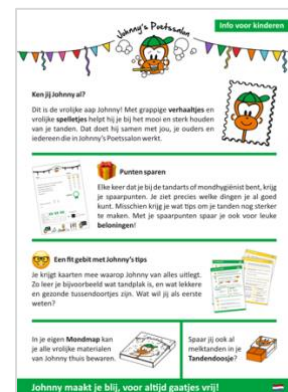 Johnny's Poetssalon
Info voor kinderen
Ken jij Johnny al?
Dit is de vrolijke aap Johnny! Met grappige verhaaltjes en
vrolijke spelletjes helpt hij je bij het mooi en sterk houden
van je tanden. Dat doet hij samen met jou, je ouders en
iedereen die in Johnny's Poetssalon werkt.
Punten sparen
Elke keer dat je bij de tandarts of mondhygiënist bent, krijg
je spaarpunten. Je ziet precies welke dingen je al goed
kunt. Misschien krijg je wat tips om je tanden nog sterker
te maken. Met je spaarpunten spaar je ook voor leuke
beloningen!
Een fit gebit met Johnny's tips
Je krijgt kaarten mee waarop Johnny van alles uitlegt.
Zo leer je bijvoorbeeld wat tandplak is, en wat lekkere
en gezonde tussendoortjes zijn. Wat wil jij als eerste
weten?
In je eigen Mondmap kan
je alle vrolijke materialen
van Johnny thuis bewaren.
Spaar jij ook al
melktanden in je
Tandendoosje?
Johnny maakt je blij, voor altijd gaatjes vrij!